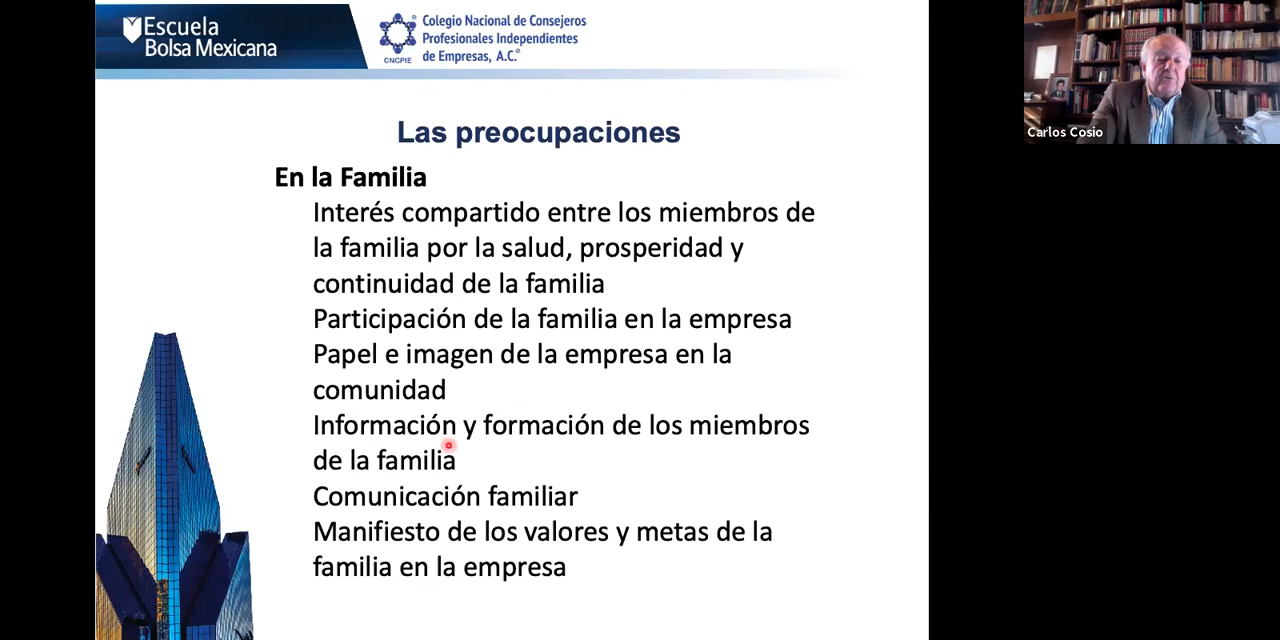 Escuela
Bolsa Mexicana
CNCPIE
Colegio Nacional de Consejeros
Profesionales Independientes
de Empresas, A.C.®
Carlos Cosio
Las preocupaciones
En la Familia
Interés compartido entre los miembros de
la familia por la salud, prosperidad y
continuidad de la familia
Participación de la familia en la empresa
Papel e imagen de la empresa en la
comunidad
Información y formación de los miembros
de la familia
Comunicación familiar
Manifiesto de los valores y metas de la
familia en la empresa